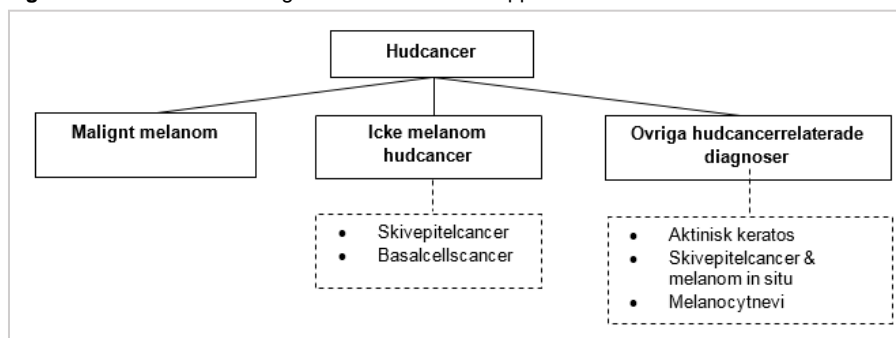 Hudcancer
Malignt melanom
Icke melanom
hudcancer
Ovriga hudcancerrelaterade
diagnoser
• Skivepitelcancer
• Basalcellscancer
• Aktinisk keratos
• Skivepitelcancer &
melanom in situ
• Melanocytnevi